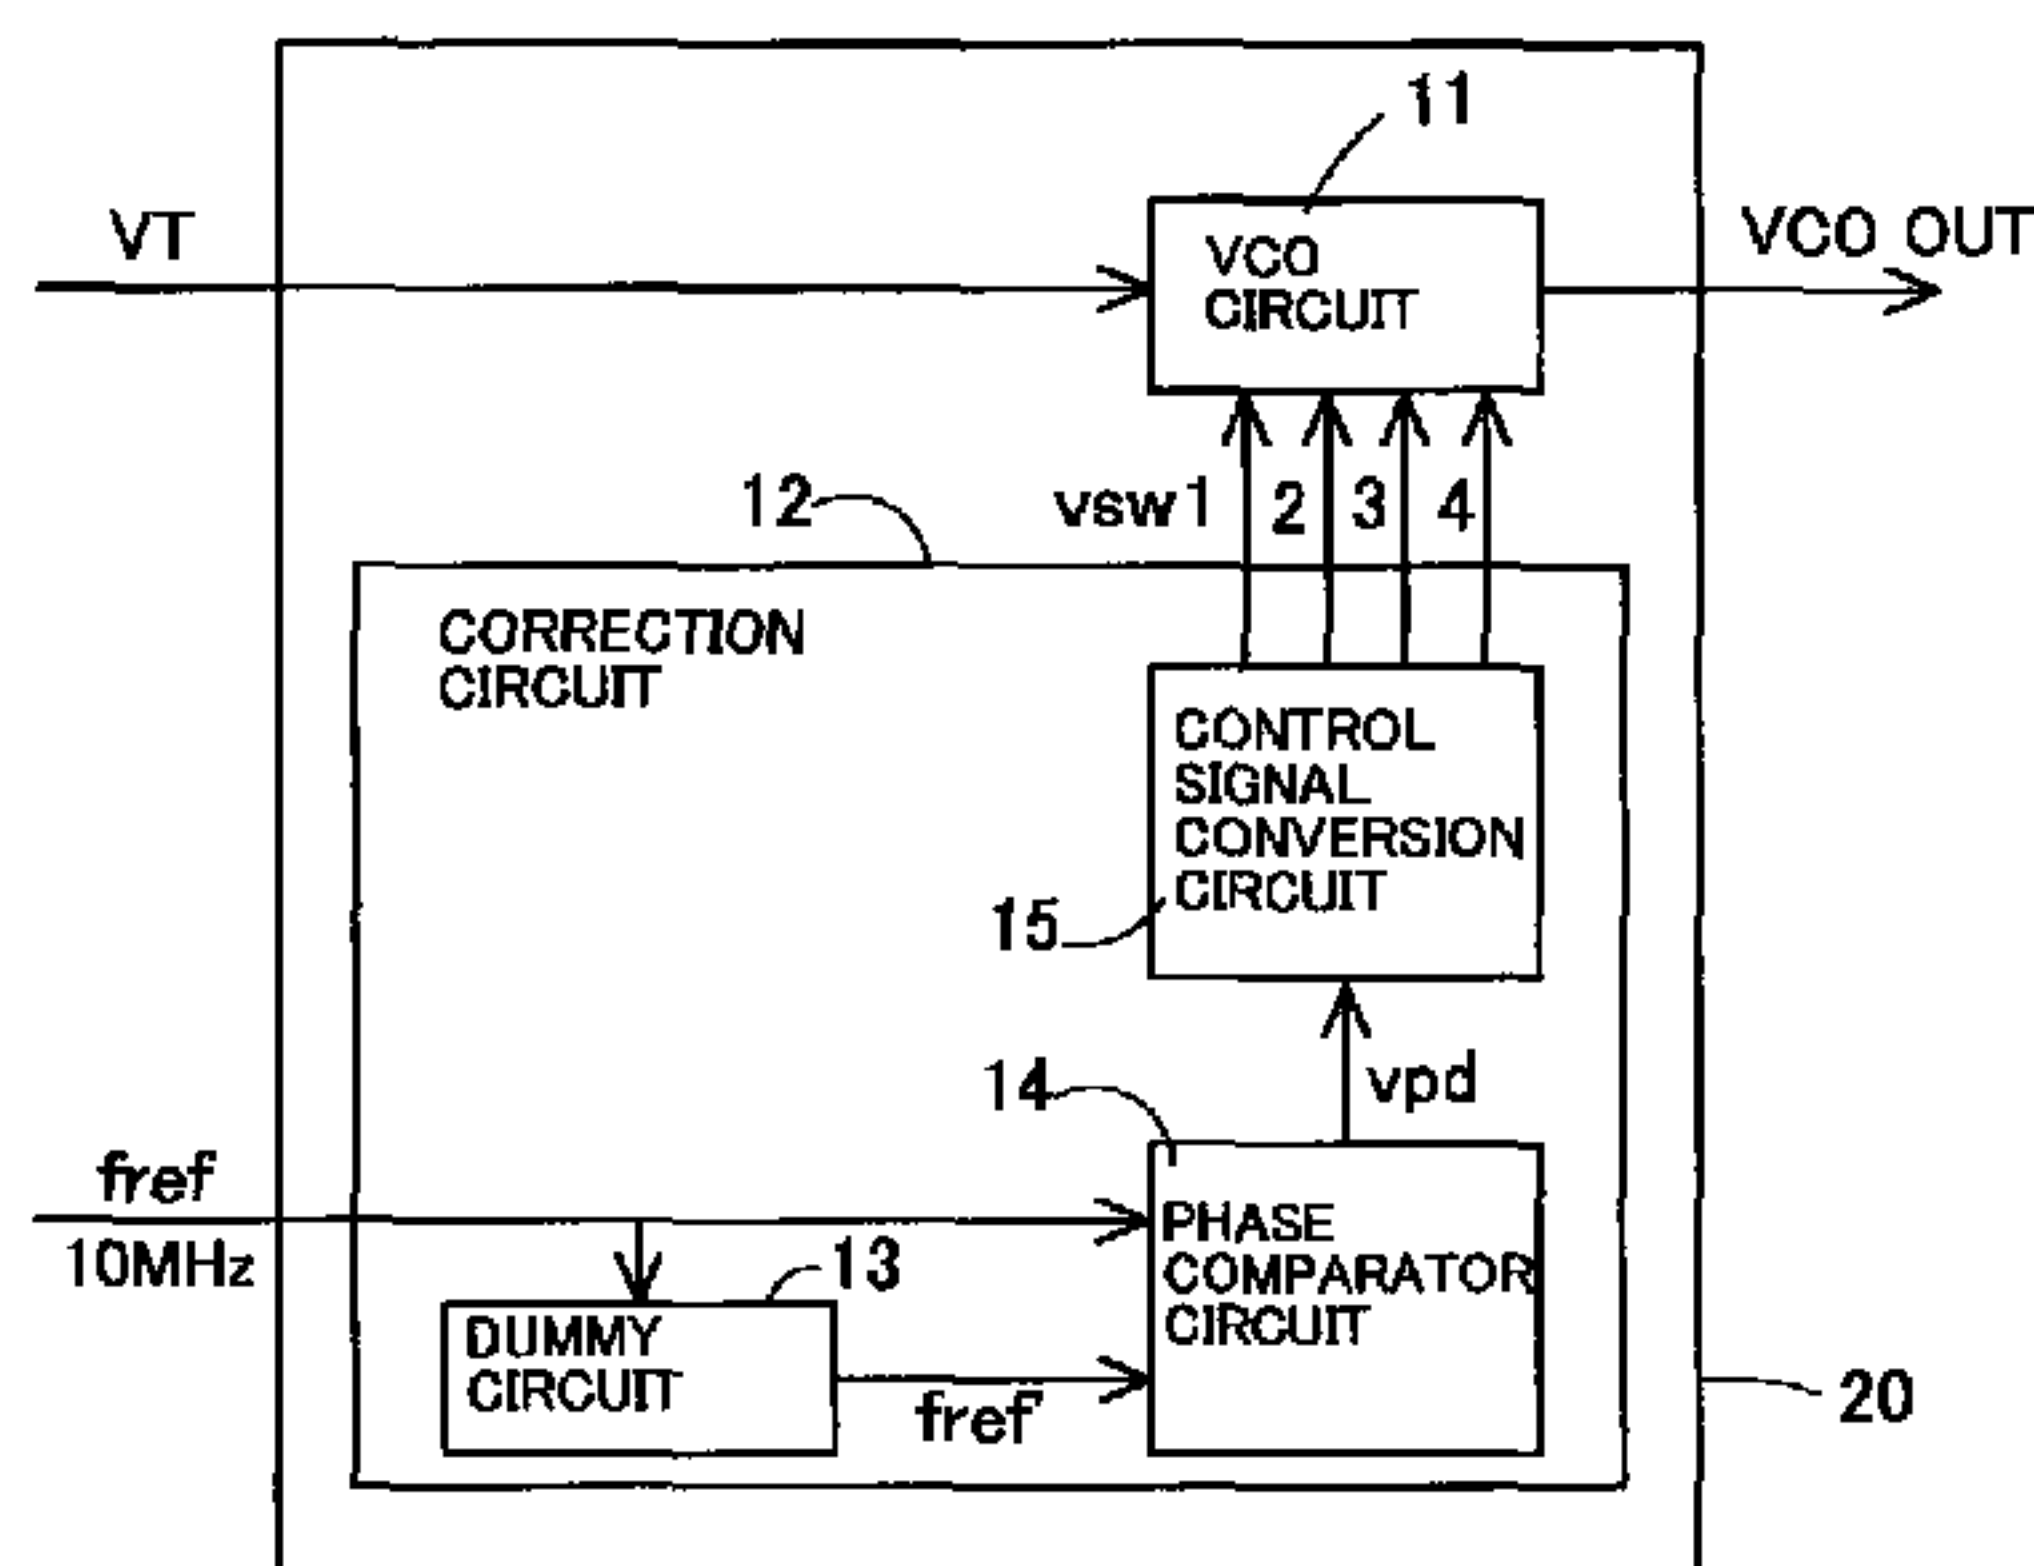 11
VT
VCO
CIRCUIT
VCO OUT
12
vsw1 2 3 4
CORRECTION
CIRCUIT
CONTROL
SIGNAL
CONVERSION
CIRCUIT
15
14
vpd
fref
10MHz
PHASE
COMPARATOR
CIRCUIT
13
DUMMY
CIRCUIT
fref'
20